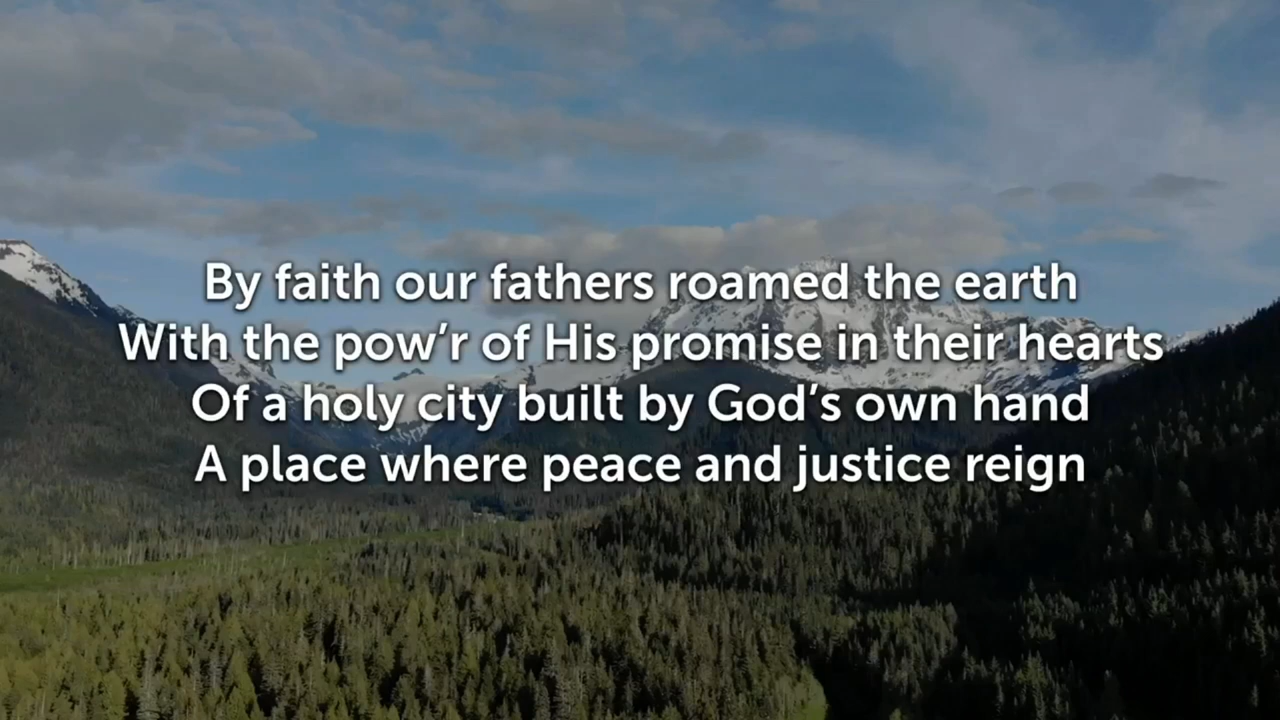 By faith our fathers roamed the earth
With the pow’r of His promise in their hearts
Of a holy city built by God’s own hand
A place where peace and justice reign